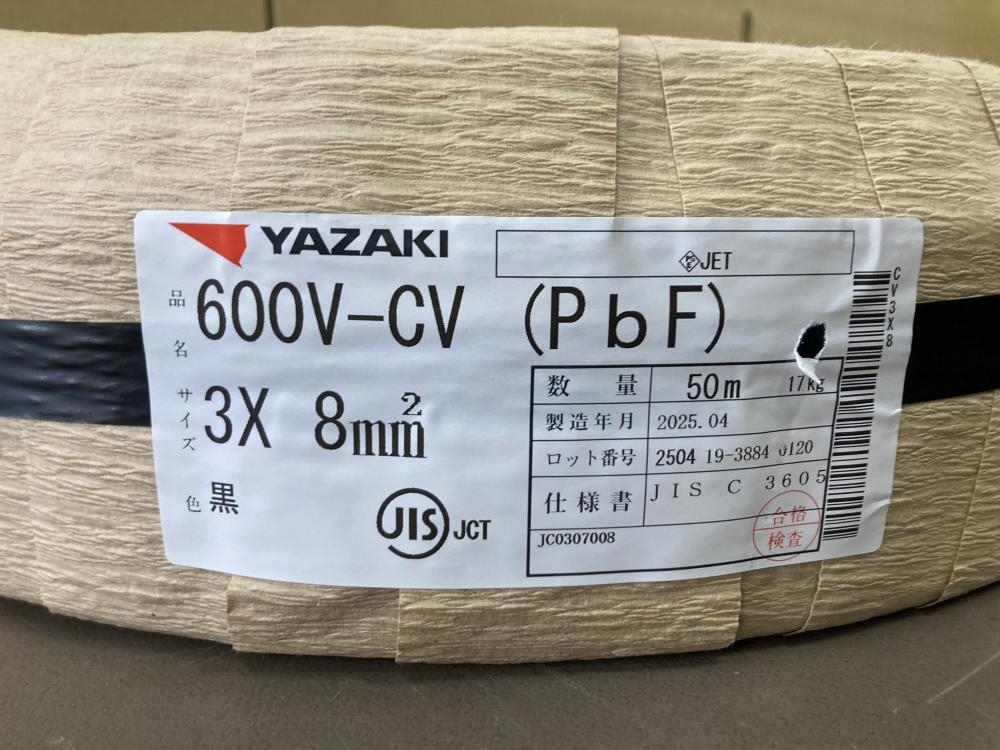 YAZAKI
PSE JET
品名 600V-CV (PbF)
サイズ 3X 8mm²
色 黒
JIS JCT
数量 50m 17kg
製造年月 2025.04
ロット番号 2504 19-3884 0120
仕様書 JIS C 3605
JC0307008
合格
検査
CV3X8